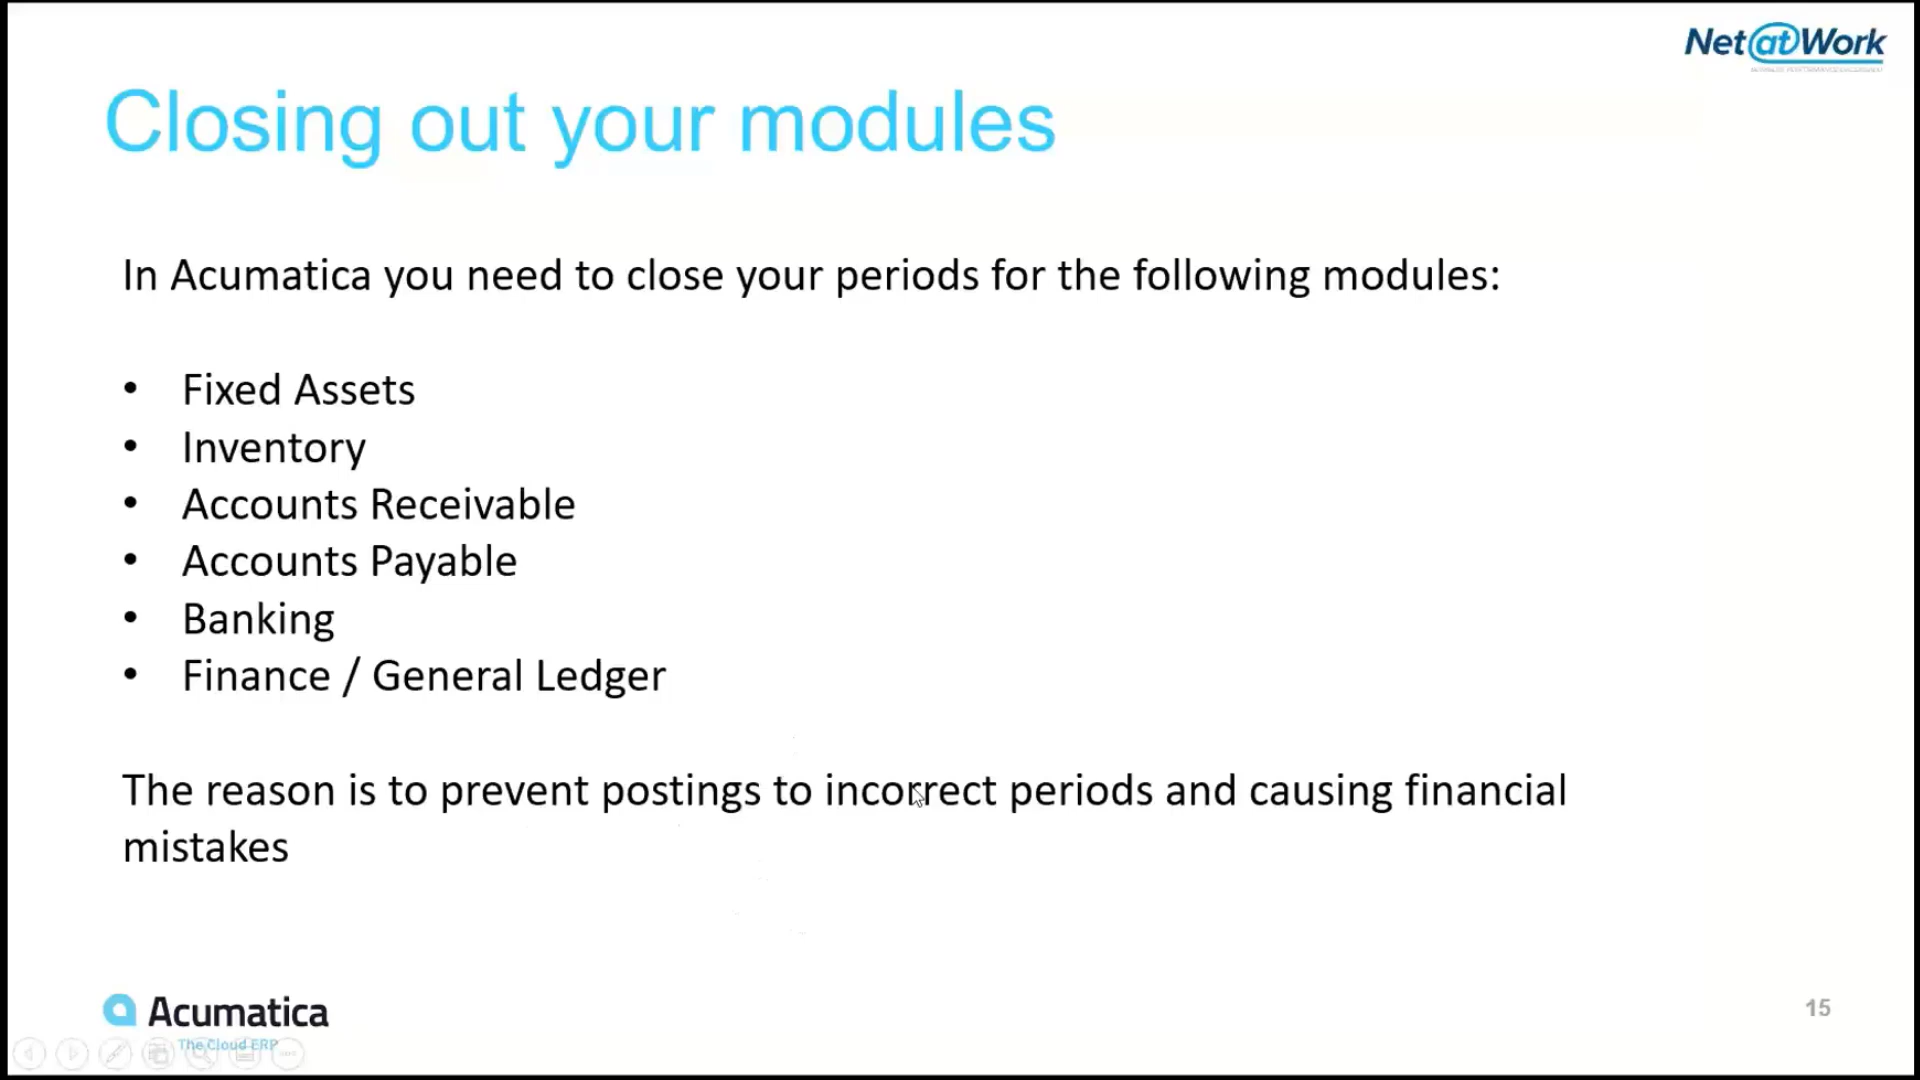 Net at Work
Closing out your modules
In Acumatica you need to close your periods for the following modules:
• Fixed Assets
• Inventory
• Accounts Receivable
• Accounts Payable
• Banking
• Finance / General Ledger
The reason is to prevent postings to incorrect periods and causing financial
mistakes
Acumatica
The Cloud ERP
15